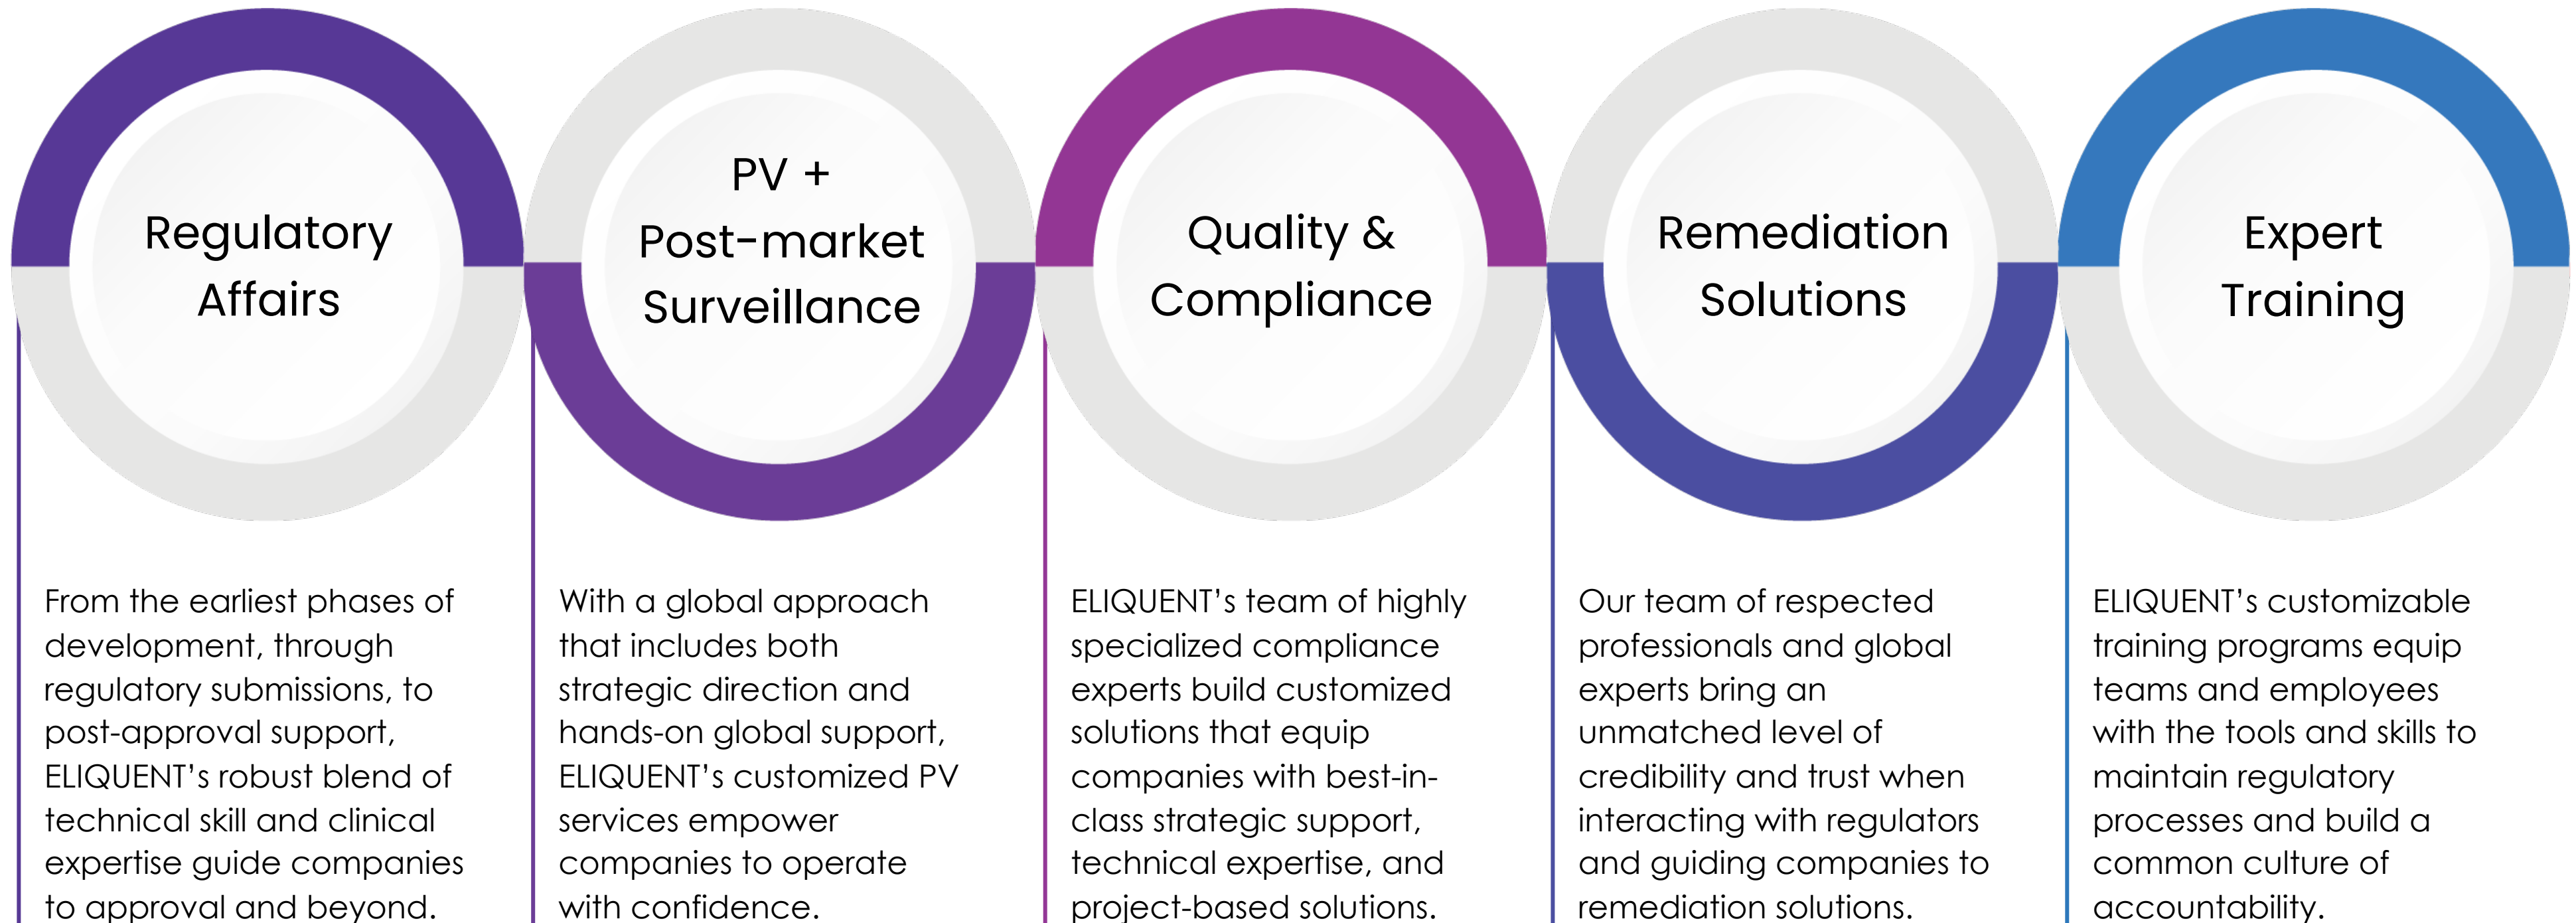 Regulatory
Affairs
PV +
Post-market
Surveillance
Quality &
Compliance
Remediation
Solutions
Expert
Training
From the earliest phases of
development, through
regulatory submissions, to
post-approval support,
ELIQUENT’s robust blend of
technical skill and clinical
expertise guide companies
to approval and beyond.
With a global approach
that includes both
strategic direction and
hands-on global support,
ELIQUENT’s customized PV
services empower
companies to operate
with confidence.
ELIQUENT’s team of highly
specialized compliance
experts build customized
solutions that equip
companies with best-in-
class strategic support,
technical expertise, and
project-based solutions.
Our team of respected
professionals and global
experts bring an
unmatched level of
credibility and trust when
interacting with regulators
and guiding companies to
remediation solutions.
ELIQUENT’s customizable
training programs equip
teams and employees
with the tools and skills to
maintain regulatory
processes and build a
common culture of
accountability.